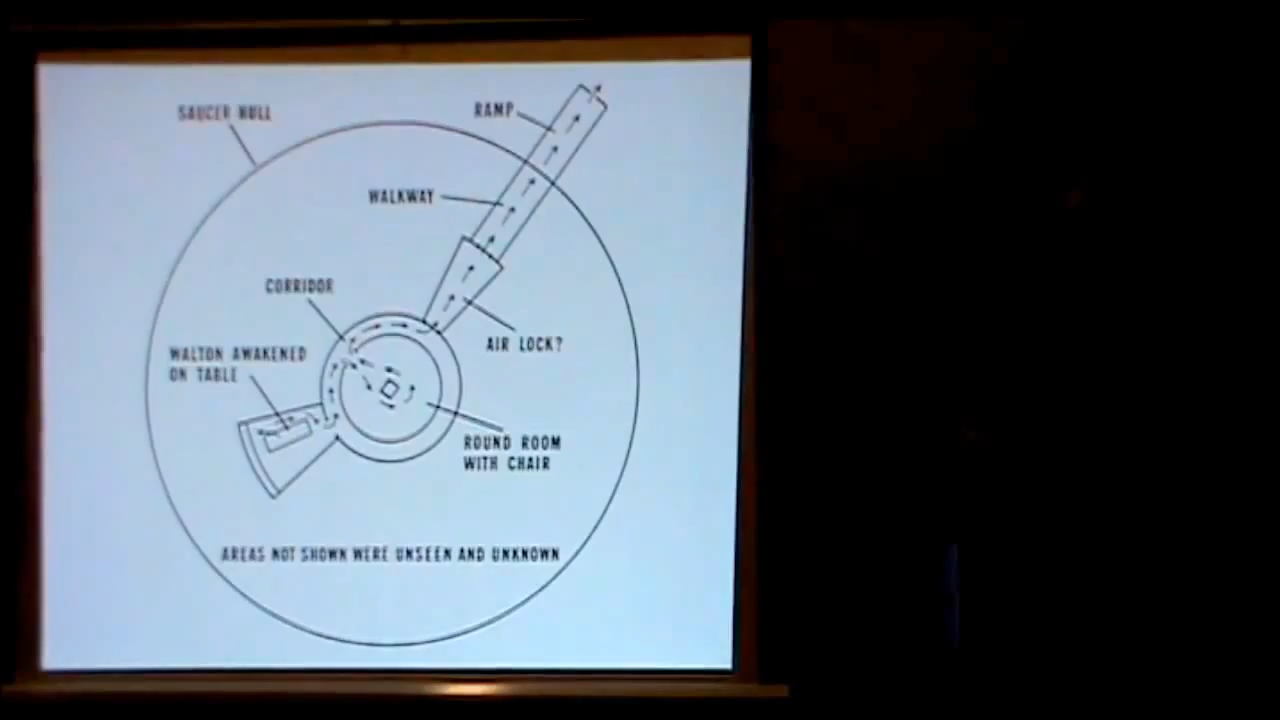 SAUCER HULL
RAMP
WALKWAY
CORRIDOR
AIR LOCK?
WALTON AWAKENED
ON TABLE
ROUND ROOM
WITH CHAIR
AREAS NOT SHOWN WERE UNSEEN AND UNKNOWN